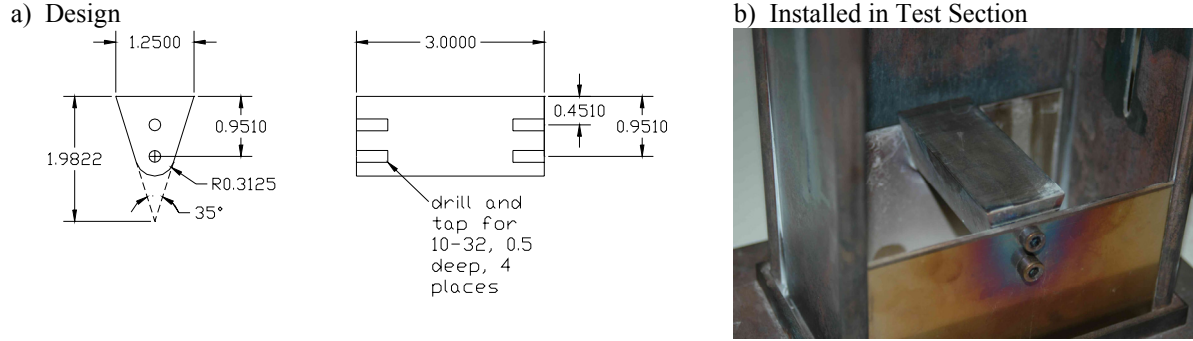 a) Design
b) Installed in Test Section
1.2500
3.0000
0.4510
0.9510
0.9510
1.9822
R0.3125
35°
drill and
tap for
10-32, 0.5
deep, 4
places